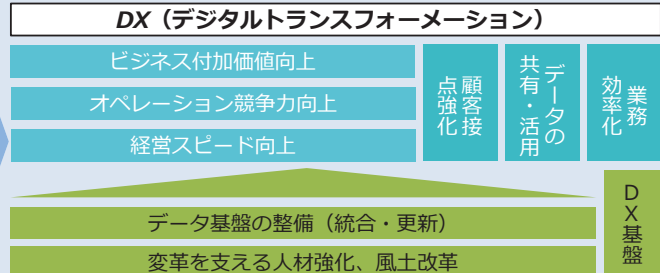 DX（デジタルトランスフォーメーション）
ビジネス付加価値向上
オペレーション競争力向上
経営スピード向上
顧客接
点強化
データの
共有・活用
業務
効率化
データ基盤の整備（統合・更新）
変革を支える人材強化、風土改革
DX基盤